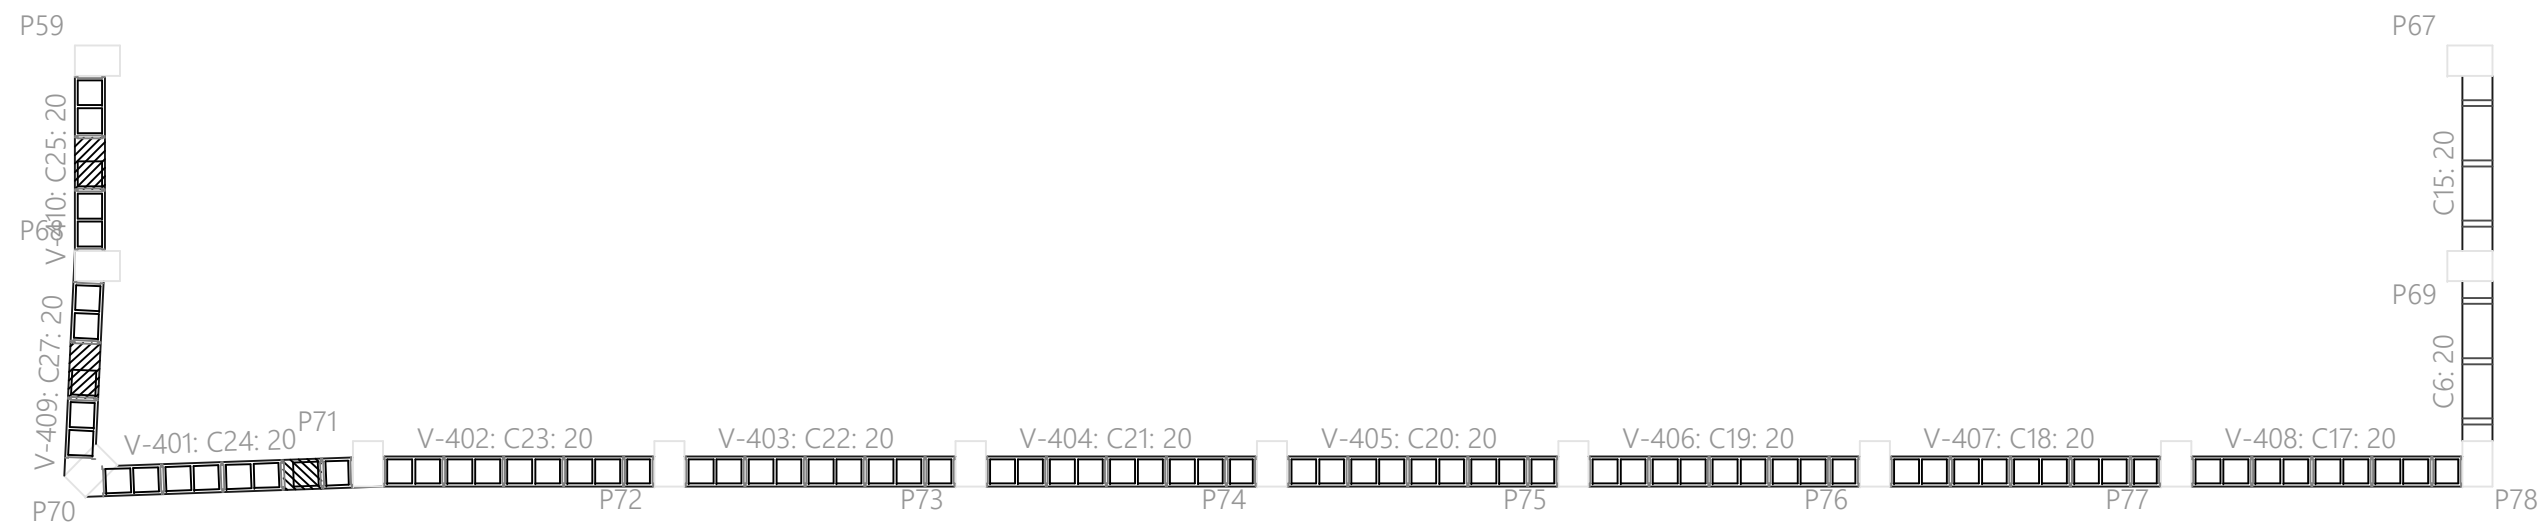 P59
P67
V-410: C25: 20
C15: 20
P68
P69
V-409: C27: 20
C6: 20
P71
V-401: C24: 20
V-402: C23: 20
V-403: C22: 20
V-404: C21: 20
V-405: C20: 20
V-406: C19: 20
V-407: C18: 20
V-408: C17: 20
P70
P72
P73
P74
P75
P76
P77
P78